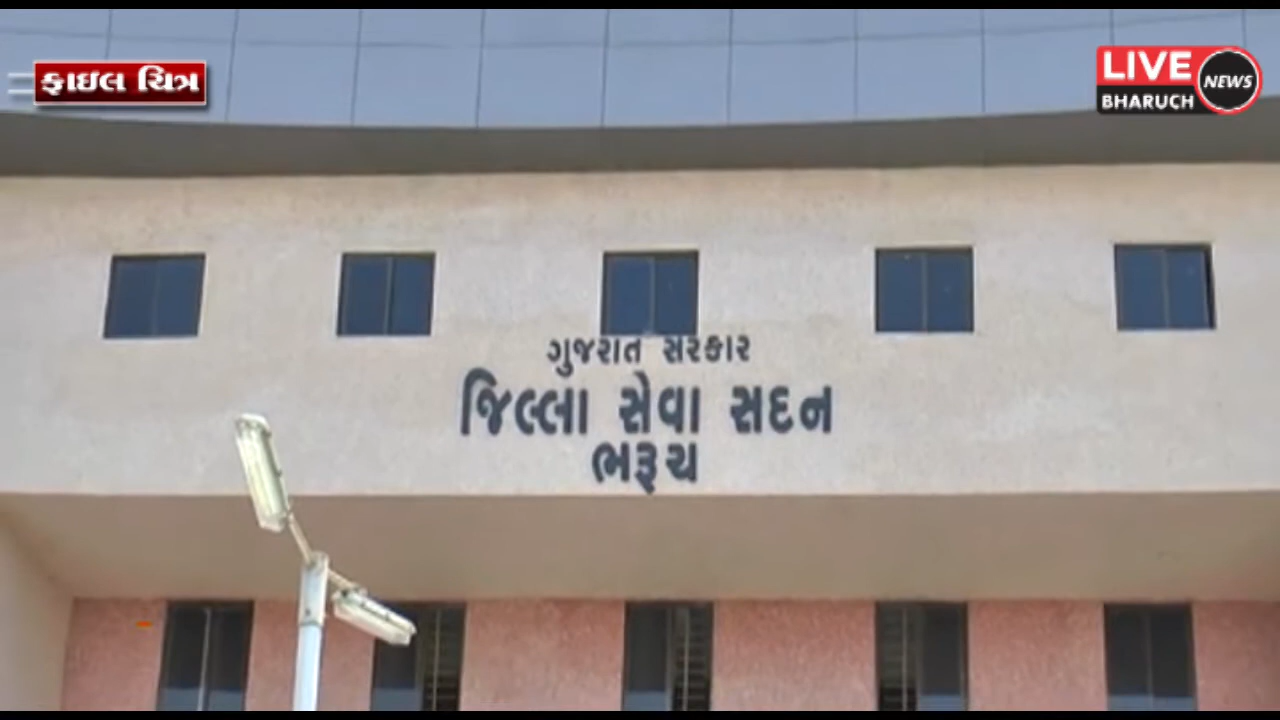 ફાઇલ ચિત્ર
LIVE
BHARUCH
NEWS
ગુજરાત સરકાર
જિલ્લા સેવા સદન
ભરૂચ